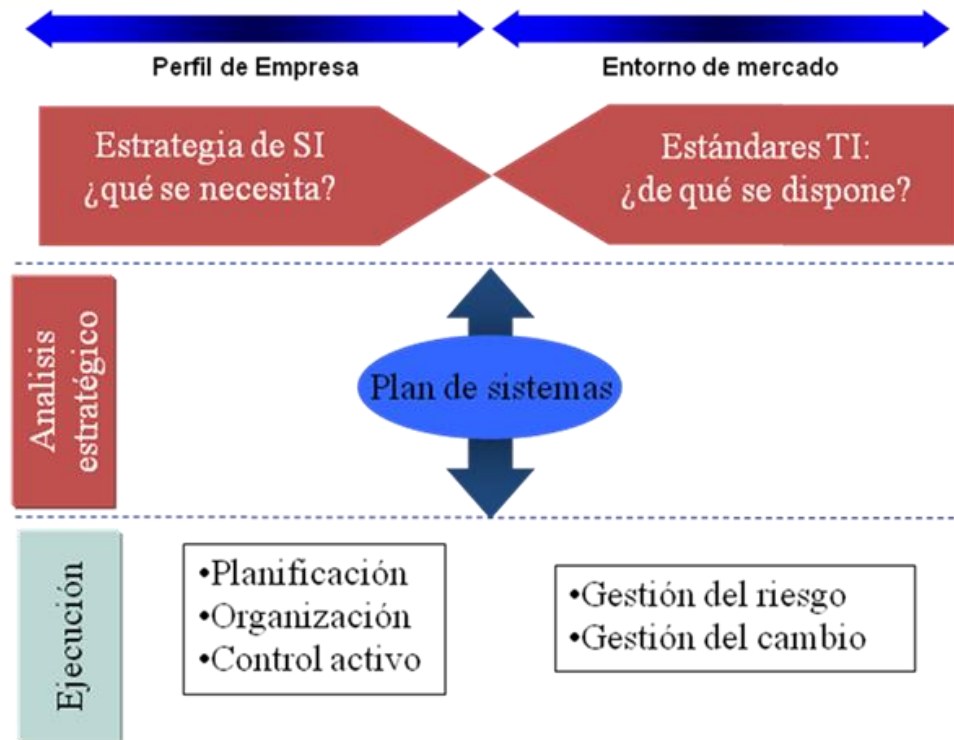 Perfil de Empresa
Entorno de mercado
Estrategia de SI
¿qué se necesita?
Estándares TI:
¿de qué se dispone?
Analisis
estratégico
Plan de sistemas
Ejecución
•Planificación
•Organización
•Control activo
•Gestión del riesgo
•Gestión del cambio